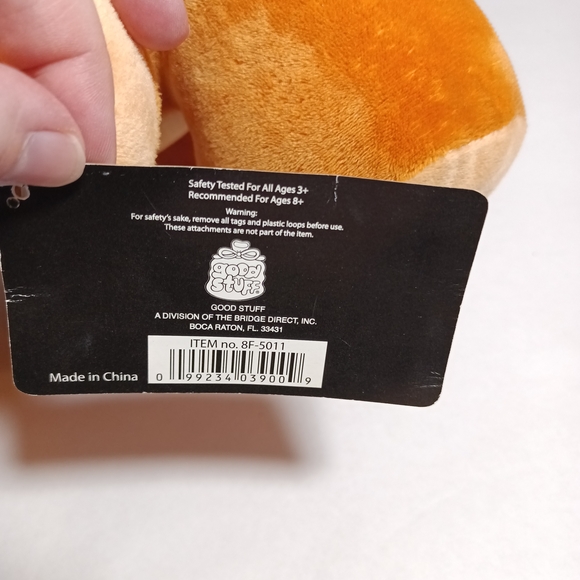 Safety Tested For All Ages 3+
Recommended For Ages 8+
Warning:
For safety's sake, remove all tags and plastic loops before use.
These attachments are not part of the item.
good
stuff
GOOD STUFF
A DIVISION OF THE BRIDGE DIRECT, INC.
BOCA RATON, FL. 33431
ITEM no. 8F-5011
0 99234 03900 9
Made in China